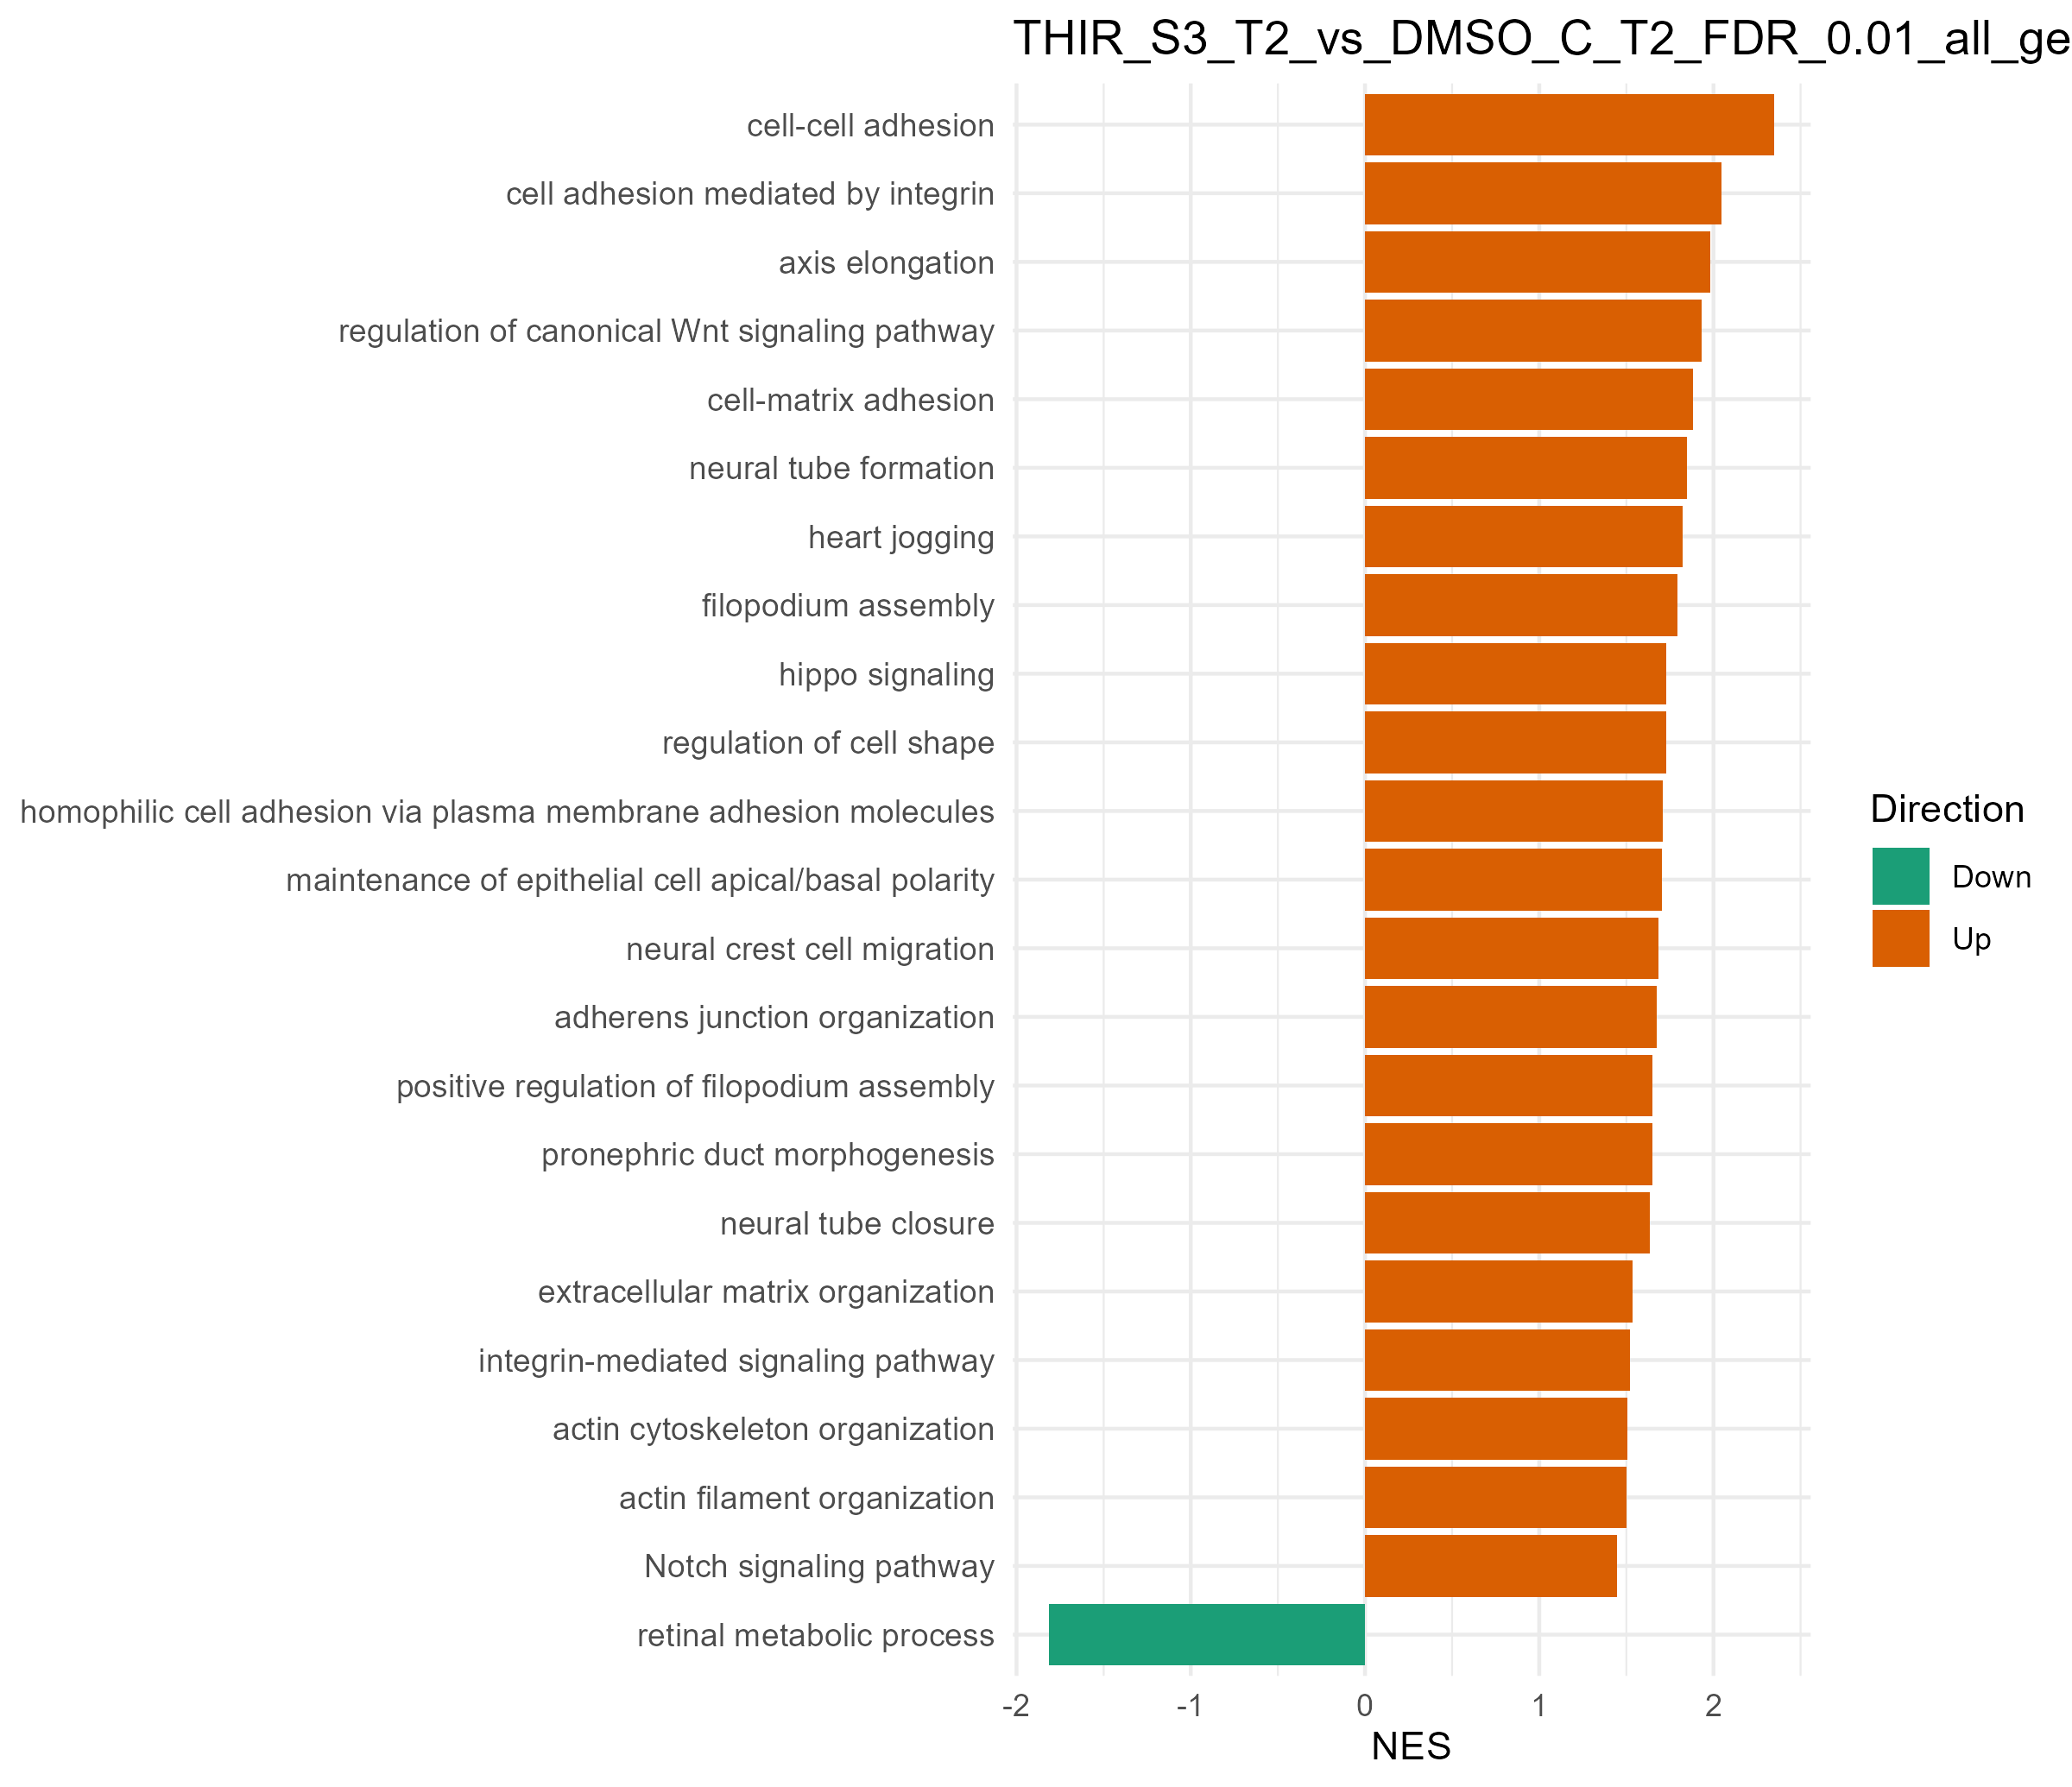 THIR_S3_T2_vs_DMSO_C_T2_FDR_0.01_all_ge
cell-cell adhesion
cell adhesion mediated by integrin
axis elongation
regulation of canonical Wnt signaling pathway
cell-matrix adhesion
neural tube formation
heart jogging
filopodium assembly
hippo signaling
regulation of cell shape
homophilic cell adhesion via plasma membrane adhesion molecules
maintenance of epithelial cell apical/basal polarity
neural crest cell migration
adherens junction organization
positive regulation of filopodium assembly
pronephric duct morphogenesis
neural tube closure
extracellular matrix organization
integrin-mediated signaling pathway
actin cytoskeleton organization
actin filament organization
Notch signaling pathway
retinal metabolic process
-2 -1 0 1 2
NES
Direction
Down
Up